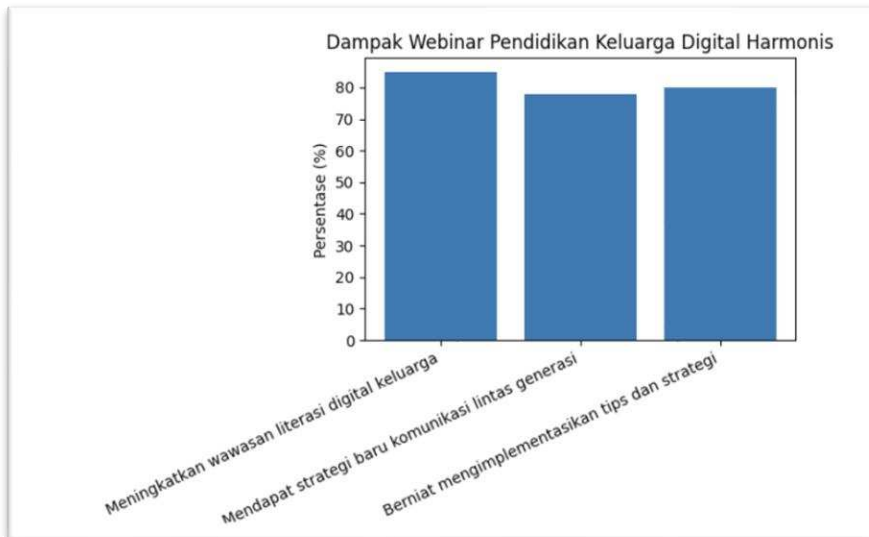 Dampak Webinar Pendidikan Keluarga Digital Harmonis
Persentase (%)
80
70
60
50
40
30
20
10
0
Meningkatkan wawasan literasi digital keluarga
Mendapat strategi baru komunikasi lintas generasi
Berniat mengimplementasikan tips dan strategi